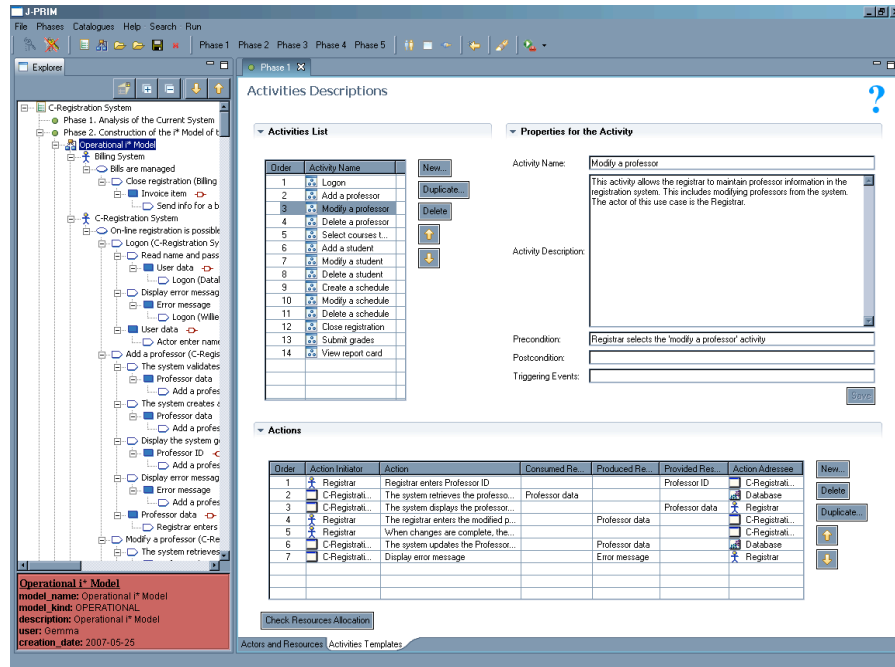 J-PRIM
File Phases Catalogues Help Search Run
Phase 1 Phase 2 Phase 3 Phase 4 Phase 5
Explorer
C-Registration System
Phase 1. Analysis of the Current System
Phase 2. Construction of the i* Model of t
Operational i* Model
Billing System
Bills are managed
Close registration (Billing
Invoice item
Send info for a b
C-Registration System
On-line registration is possible
Logon (C-Registration Sy
Read name and pass
User data
Logon (Datal
Display error messag
Error message
Logon (Willie
User data
Actor enter name
Add a professor (C-Regis
The system validates
Professor data
Add a profes
The system creates a
Professor data
Add a profes
Display the system g
Professor ID
Add a profes
Display error messag
Error message
Add a profes
Professor data
Registrar enters
Modify a professor (C-Re
The system retrieves
Operational i* Model
model_name: Operational i* Model
model_kind: OPERATIONAL
description: Operational i* Model
user: Gemma
creation_date: 2007-05-25
Phase 1
Activities Descriptions
?
Activities List
Order Activity Name
1 Logon
2 Add a professor
3 Modify a professor
4 Delete a professor
5 Select courses t...
6 Add a student
7 Modify a student
8 Delete a student
9 Create a schedule
10 Modify a schedule
11 Delete a schedule
12 Close registration
13 Submit grades
14 View report card
New...
Duplicate...
Delete
Properties for the Activity
Activity Name: Modify a professor
Activity Description:
This activity allows the registrar to maintain professor information in the
registration system. This includes modifying professors from the system.
The actor of this use case is the Registrar.
Precondition: Registrar selects the 'modify a professor' activity
Postcondition:
Triggering Events:
Save
Actions
Order Action Initiator Action Consumed Re... Produced Re... Provided Res... Action Adressee
1 Registrar Registrar enters Professor ID Professor ID C-Registrati...
2 C-Registrati... The system retrieves the professo... Professor data Database
3 C-Registrati... The system displays the professor... Professor data Registrar
4 Registrar The registrar enters the modified p... Professor data C-Registrati...
5 Registrar When changes are complete, the... C-Registrati...
6 C-Registrati... The system updates the Professor... Professor data Database
7 C-Registrati... Display error message Error message Registrar
New...
Delete
Duplicate...
Check Resources Allocation
Actors and Resources Activities Templates